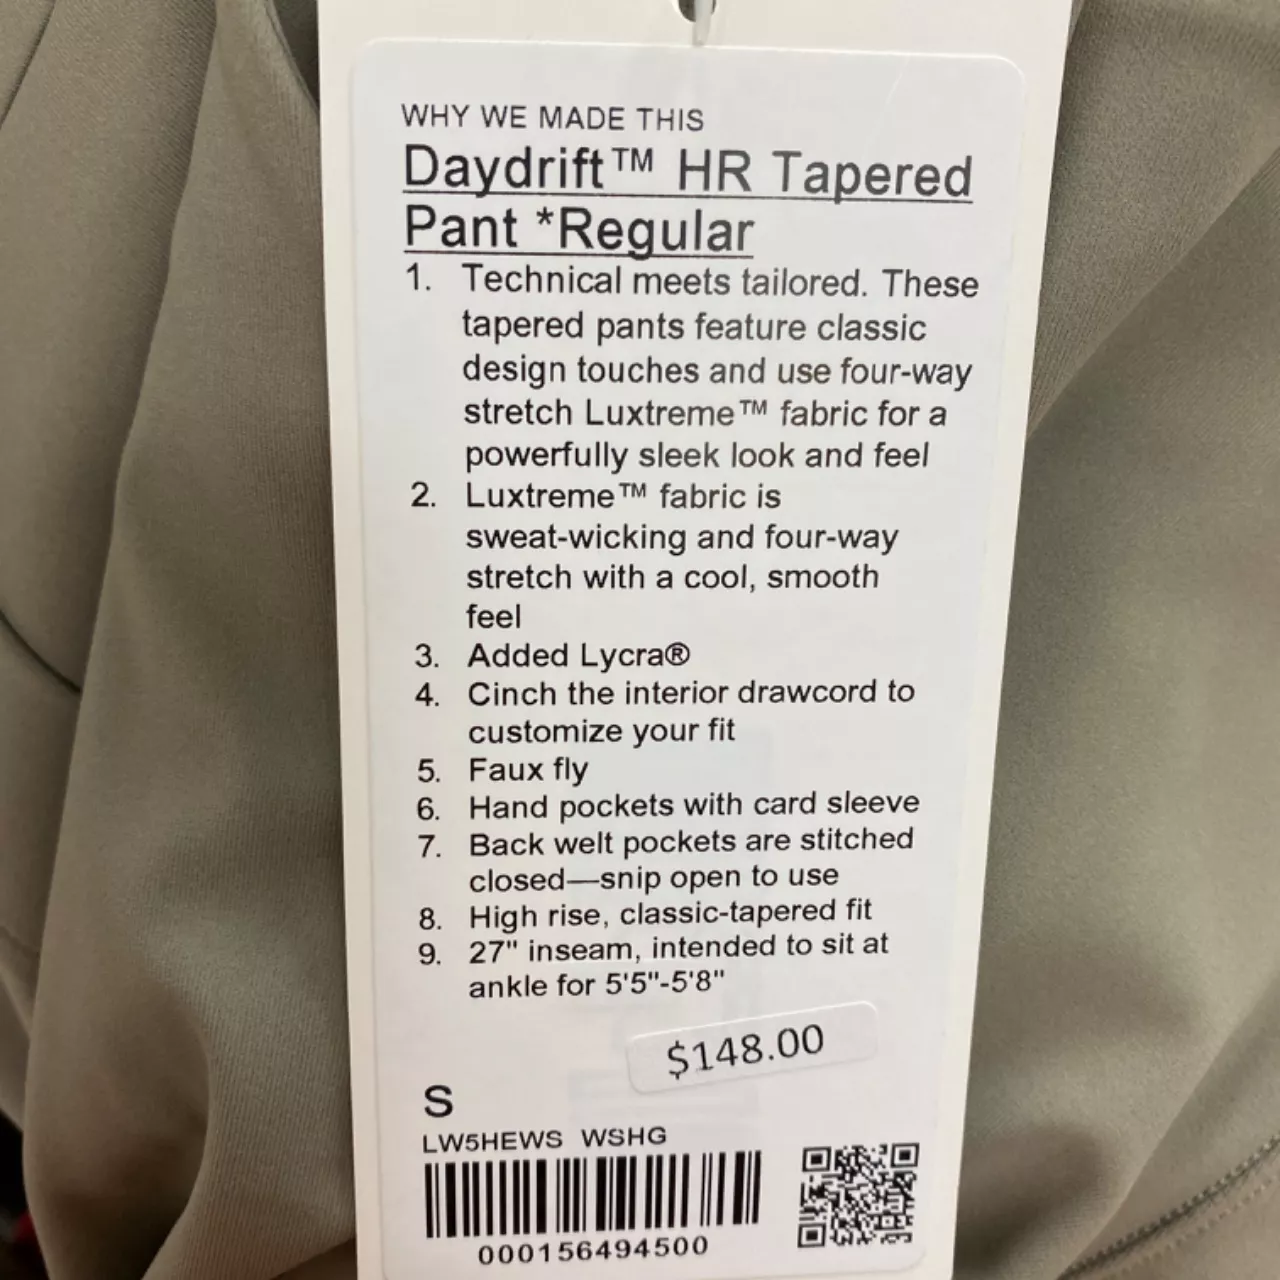 WHY WE MADE THIS
Daydrift™ HR Tapered
Pant *Regular
1. Technical meets tailored. These
tapered pants feature classic
design touches and use four-way
stretch Luxtreme™ fabric for a
powerfully sleek look and feel
2. Luxtreme™ fabric is
sweat-wicking and four-way
stretch with a cool, smooth
feel
3. Added Lycra®
4. Cinch the interior drawcord to
customize your fit
5. Faux fly
6. Hand pockets with card sleeve
7. Back welt pockets are stitched
closed—snip open to use
8. High rise, classic-tapered fit
9. 27" inseam, intended to sit at
ankle for 5'5"-5'8"
$148.00
S
LW5HEWS WSHG
000156494500